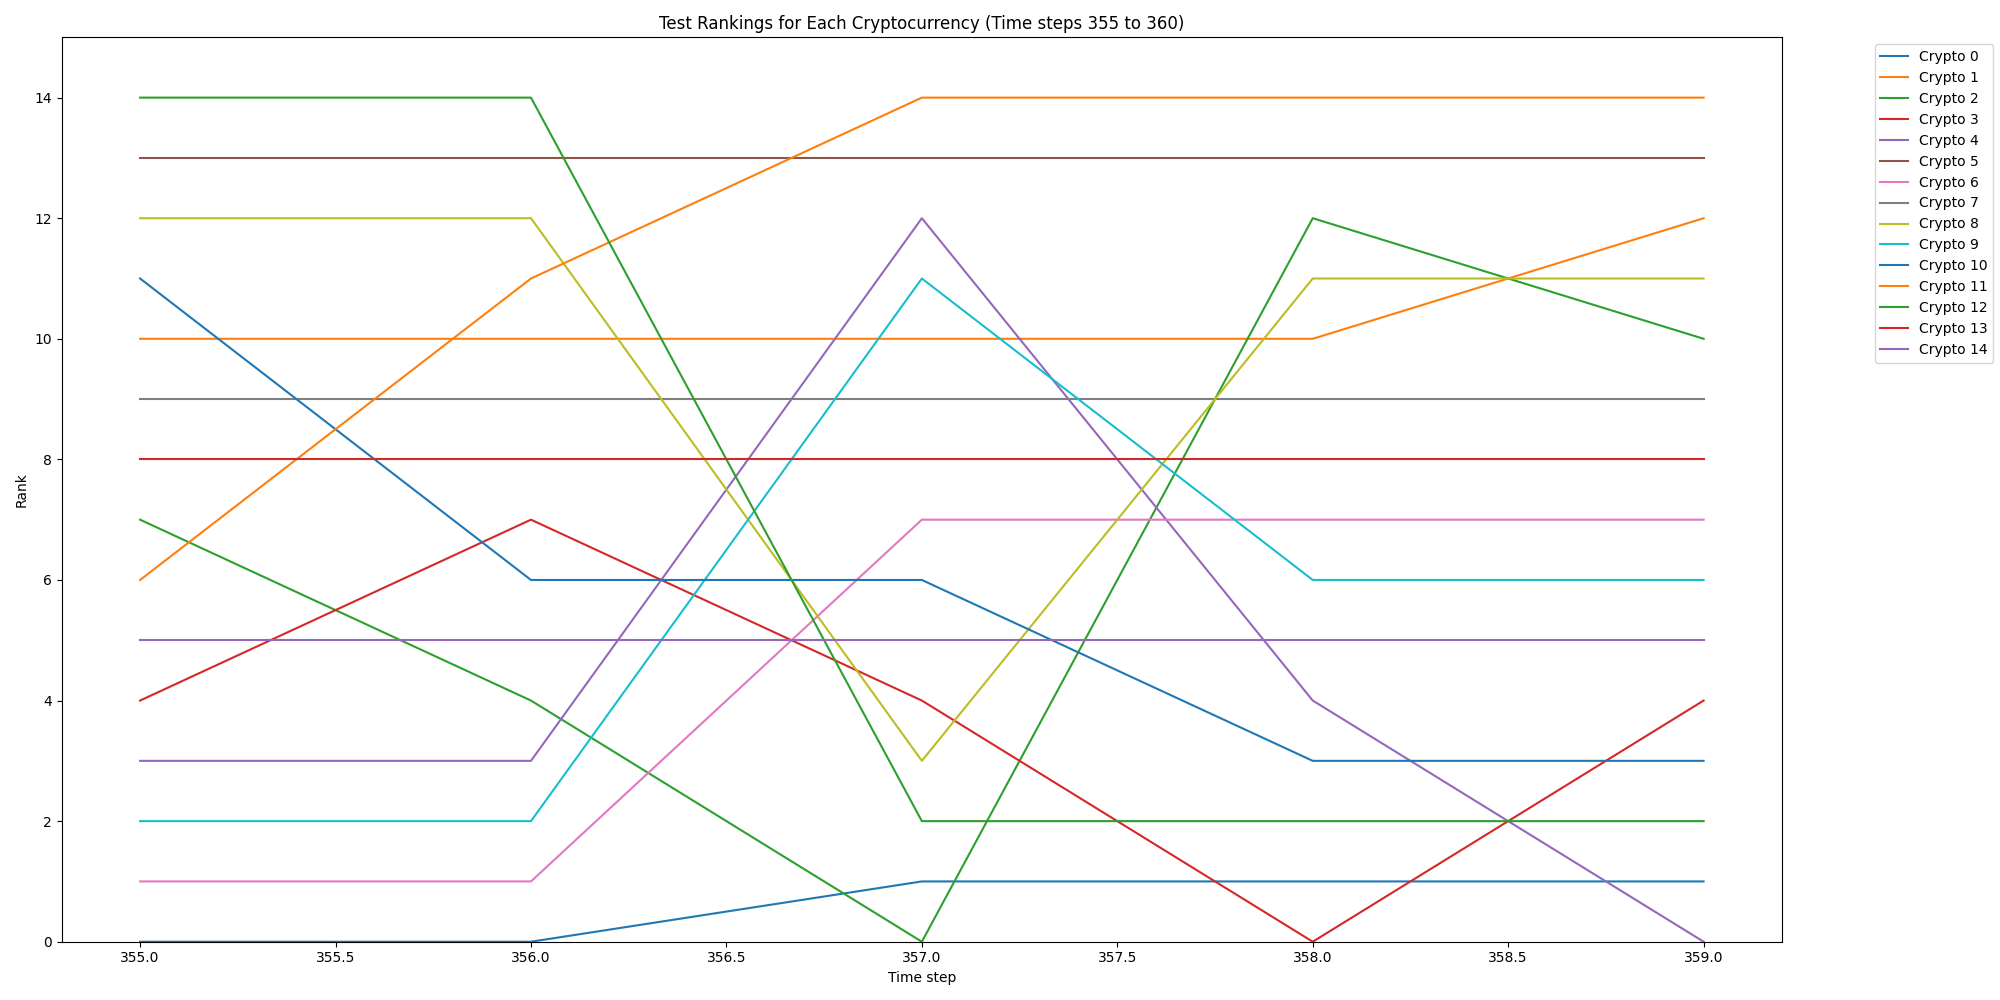 Test Rankings for Each Cryptocurrency (Time steps 355 to 360)
Rank
14
12
10
8
6
4
2
0
355.0
355.5
356.0
356.5
357.0
357.5
358.0
358.5
359.0
Time step
Crypto 0
Crypto 1
Crypto 2
Crypto 3
Crypto 4
Crypto 5
Crypto 6
Crypto 7
Crypto 8
Crypto 9
Crypto 10
Crypto 11
Crypto 12
Crypto 13
Crypto 14